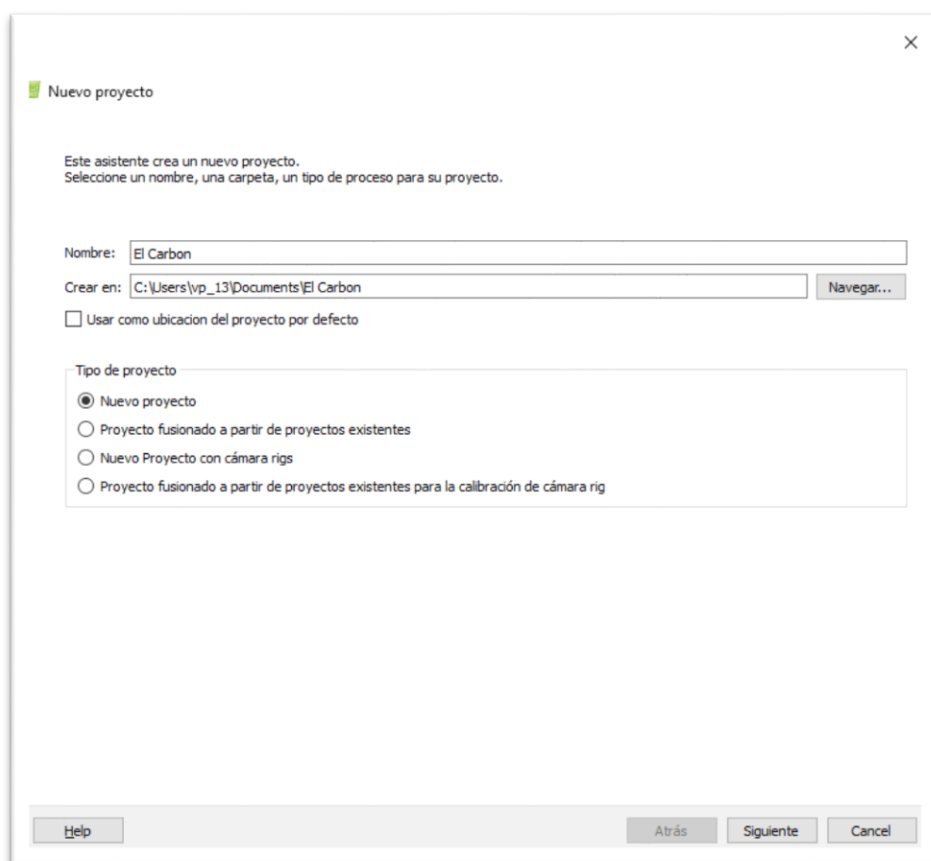 Nuevo proyecto
Este asistente crea un nuevo proyecto.
Seleccione un nombre, una carpeta, un tipo de proceso para su proyecto.
Nombre: El Carbon
Crear en: C:\Users\vp_13\Documents\El Carbon Navegar...
Usar como ubicacion del proyecto por defecto
Tipo de proyecto
Nuevo proyecto
Proyecto fusionado a partir de proyectos existentes
Nuevo Proyecto con cámara rigs
Proyecto fusionado a partir de proyectos existentes para la calibración de cámara rig
Help Atrás Siguiente Cancel